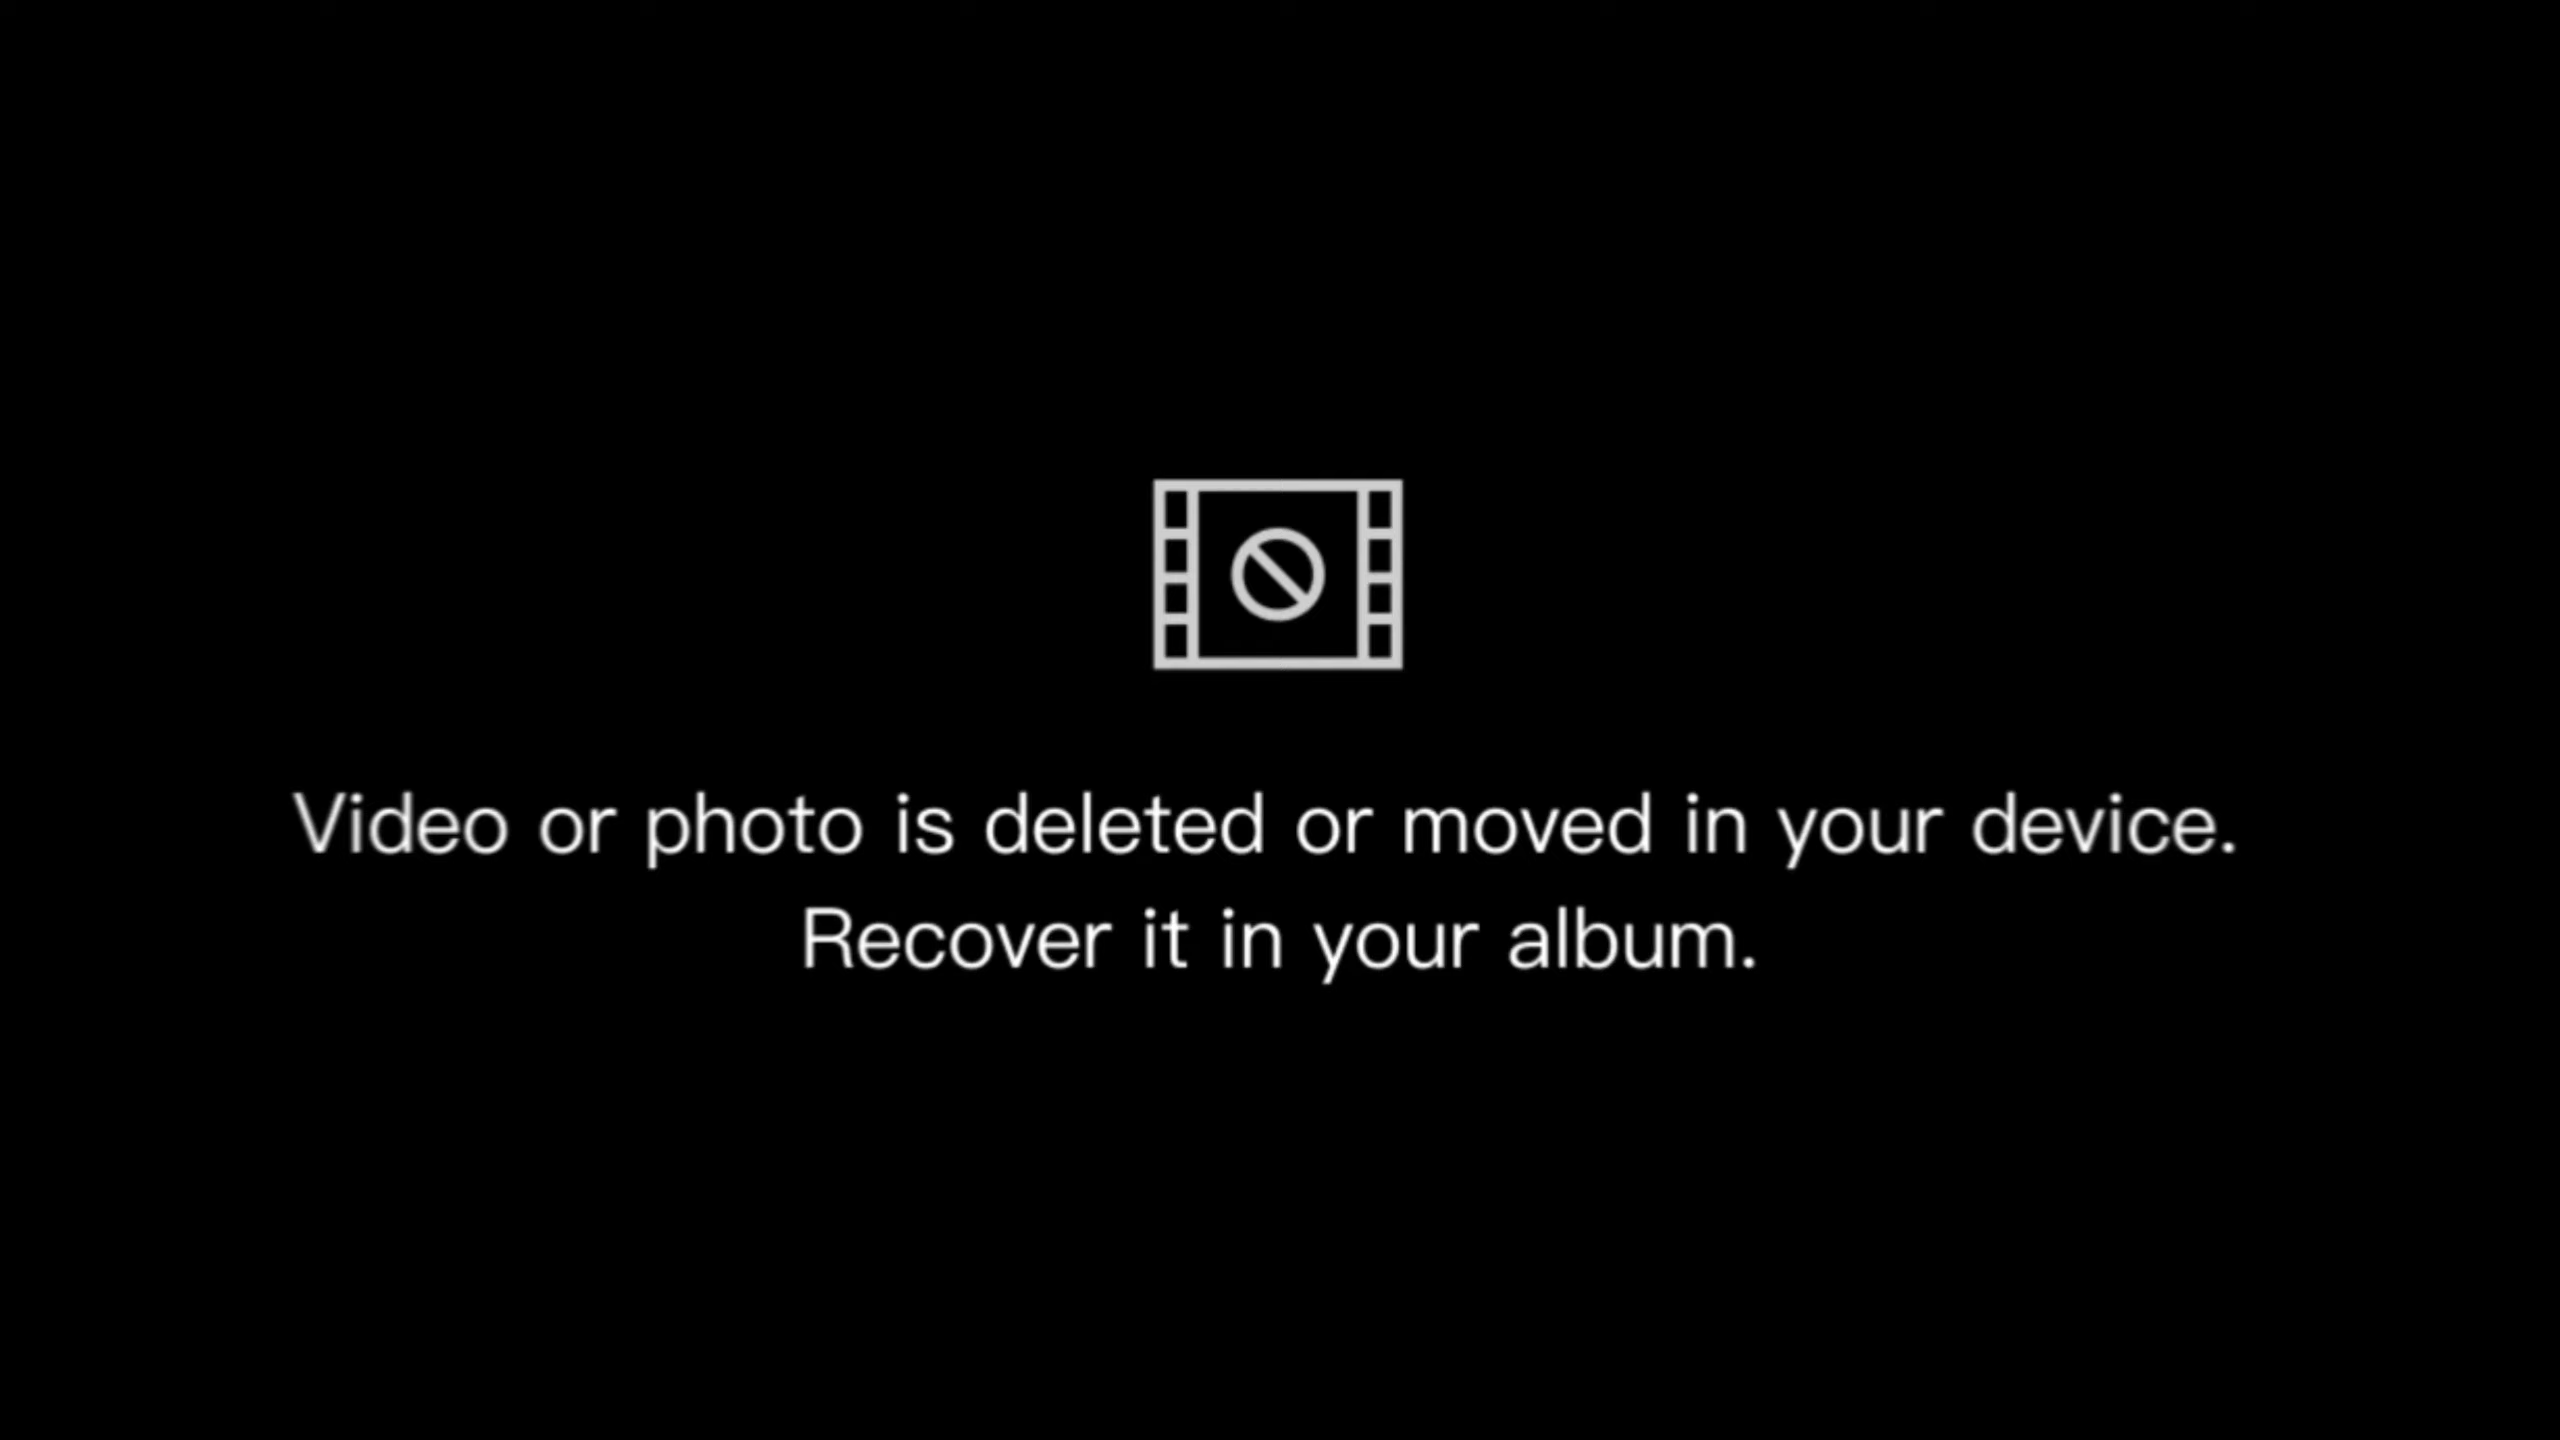 Video or photo is deleted or moved in your device.
Recover it in your album.